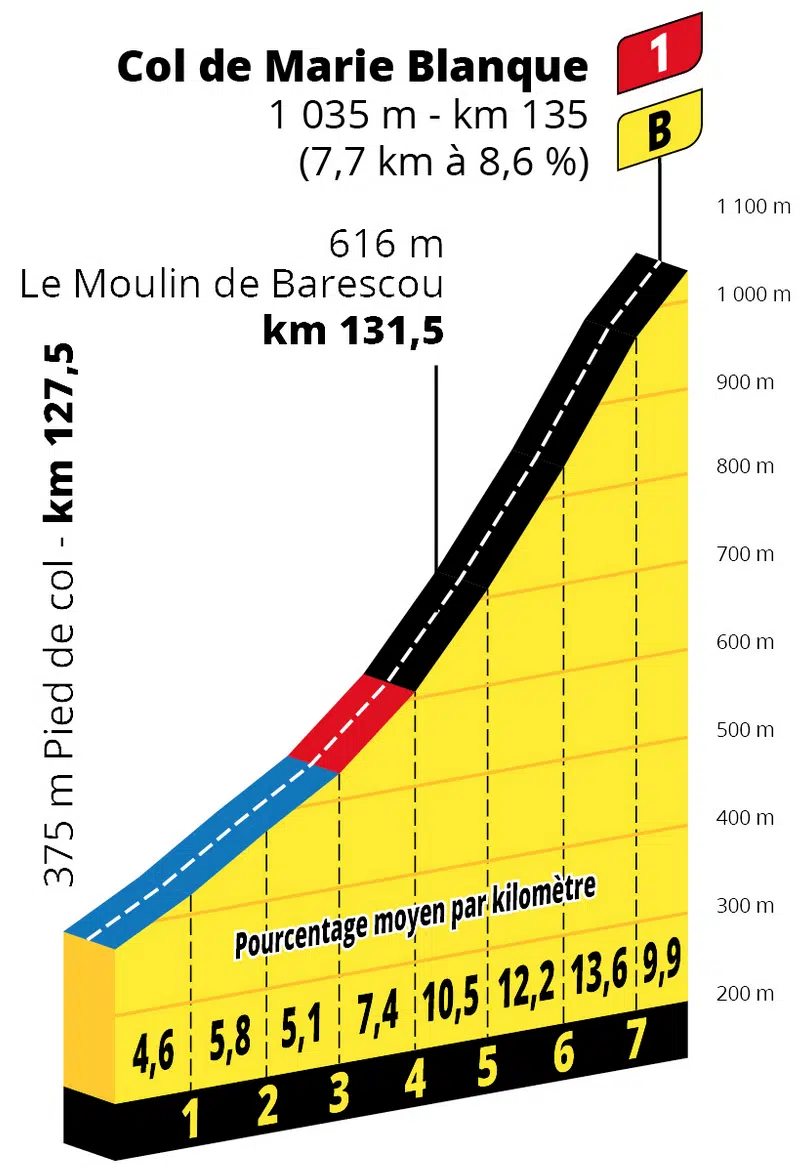 Col de Marie Blanque
1
1 035 m - km 135
B
(7,7 km à 8,6 %)
616 m
Le Moulin de Barescou
km 131,5
375 m Pied de col - km 127,5
1 100 m
1 000 m
900 m
800 m
700 m
600 m
500 m
400 m
300 m
200 m
Pourcentage moyen par kilomètre
4,6 5,8 5,1 7,4 10,5 12,2 13,6 9,9
1 2 3 4 5 6 7